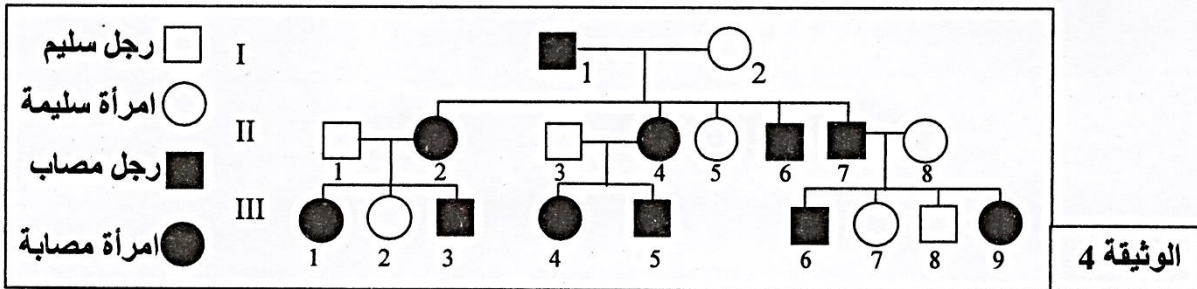 رجل سليم
امرأة سليمة
رجل مصاب
امرأة مصابة
I
1 2
II
1 2 3 4 5 6 7 8
III
1 2 3 4 5 6 7 8 9
الوثيقة 4